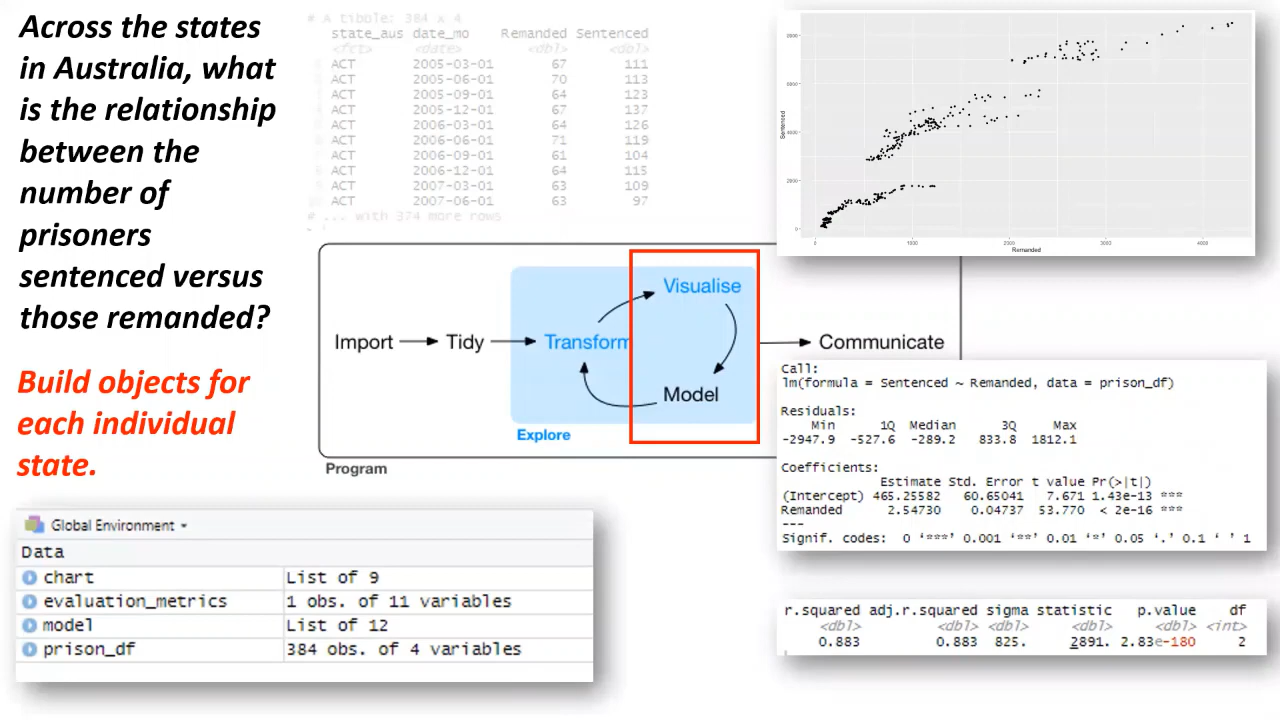 Across the states
in Australia, what
is the relationship
between the
number of
prisoners
sentenced versus
those remanded?
Build objects for
each individual
state.
# A tibble: 384 x 4
state_aus date_mo Remanded Sentenced
<fct> <date> <dbl> <dbl>
ACT 2005-03-01 67 111
ACT 2005-06-01 70 113
ACT 2005-09-01 64 123
ACT 2005-12-01 67 137
ACT 2006-03-01 64 126
ACT 2006-06-01 71 119
ACT 2006-09-01 61 104
ACT 2006-12-01 64 115
ACT 2007-03-01 63 109
ACT 2007-06-01 63 97
# ... with 374 more rows
Sentenced
8000
6000
4000
2000
0
0 1000 2000 3000 4000
Remanded
Import Tidy Transform Visualise Model Communicate
Explore
Program
Call:
lm(formula = Sentenced ~ Remanded, data = prison_df)
Residuals:
Min 1Q Median 3Q Max
-2947.9 -527.6 -289.2 833.8 1812.1
Coefficients:
Estimate Std. Error t value Pr(>|t|)
(Intercept) 465.25582 60.65041 7.671 1.43e-13 ***
Remanded 2.54730 0.04737 53.770 < 2e-16 ***
---
Signif. codes: 0 ‘***’ 0.001 ‘**’ 0.01 ‘*’ 0.05 ‘.’ 0.1 ‘ ’ 1
Global Environment
Data
chart List of 9
evaluation_metrics 1 obs. of 11 variables
model List of 12
prison_df 384 obs. of 4 variables
r.squared adj.r.squared sigma statistic p.value df
<dbl> <dbl> <dbl> <dbl> <dbl> <int>
0.883 0.883 825. 2891. 2.83e-180 2